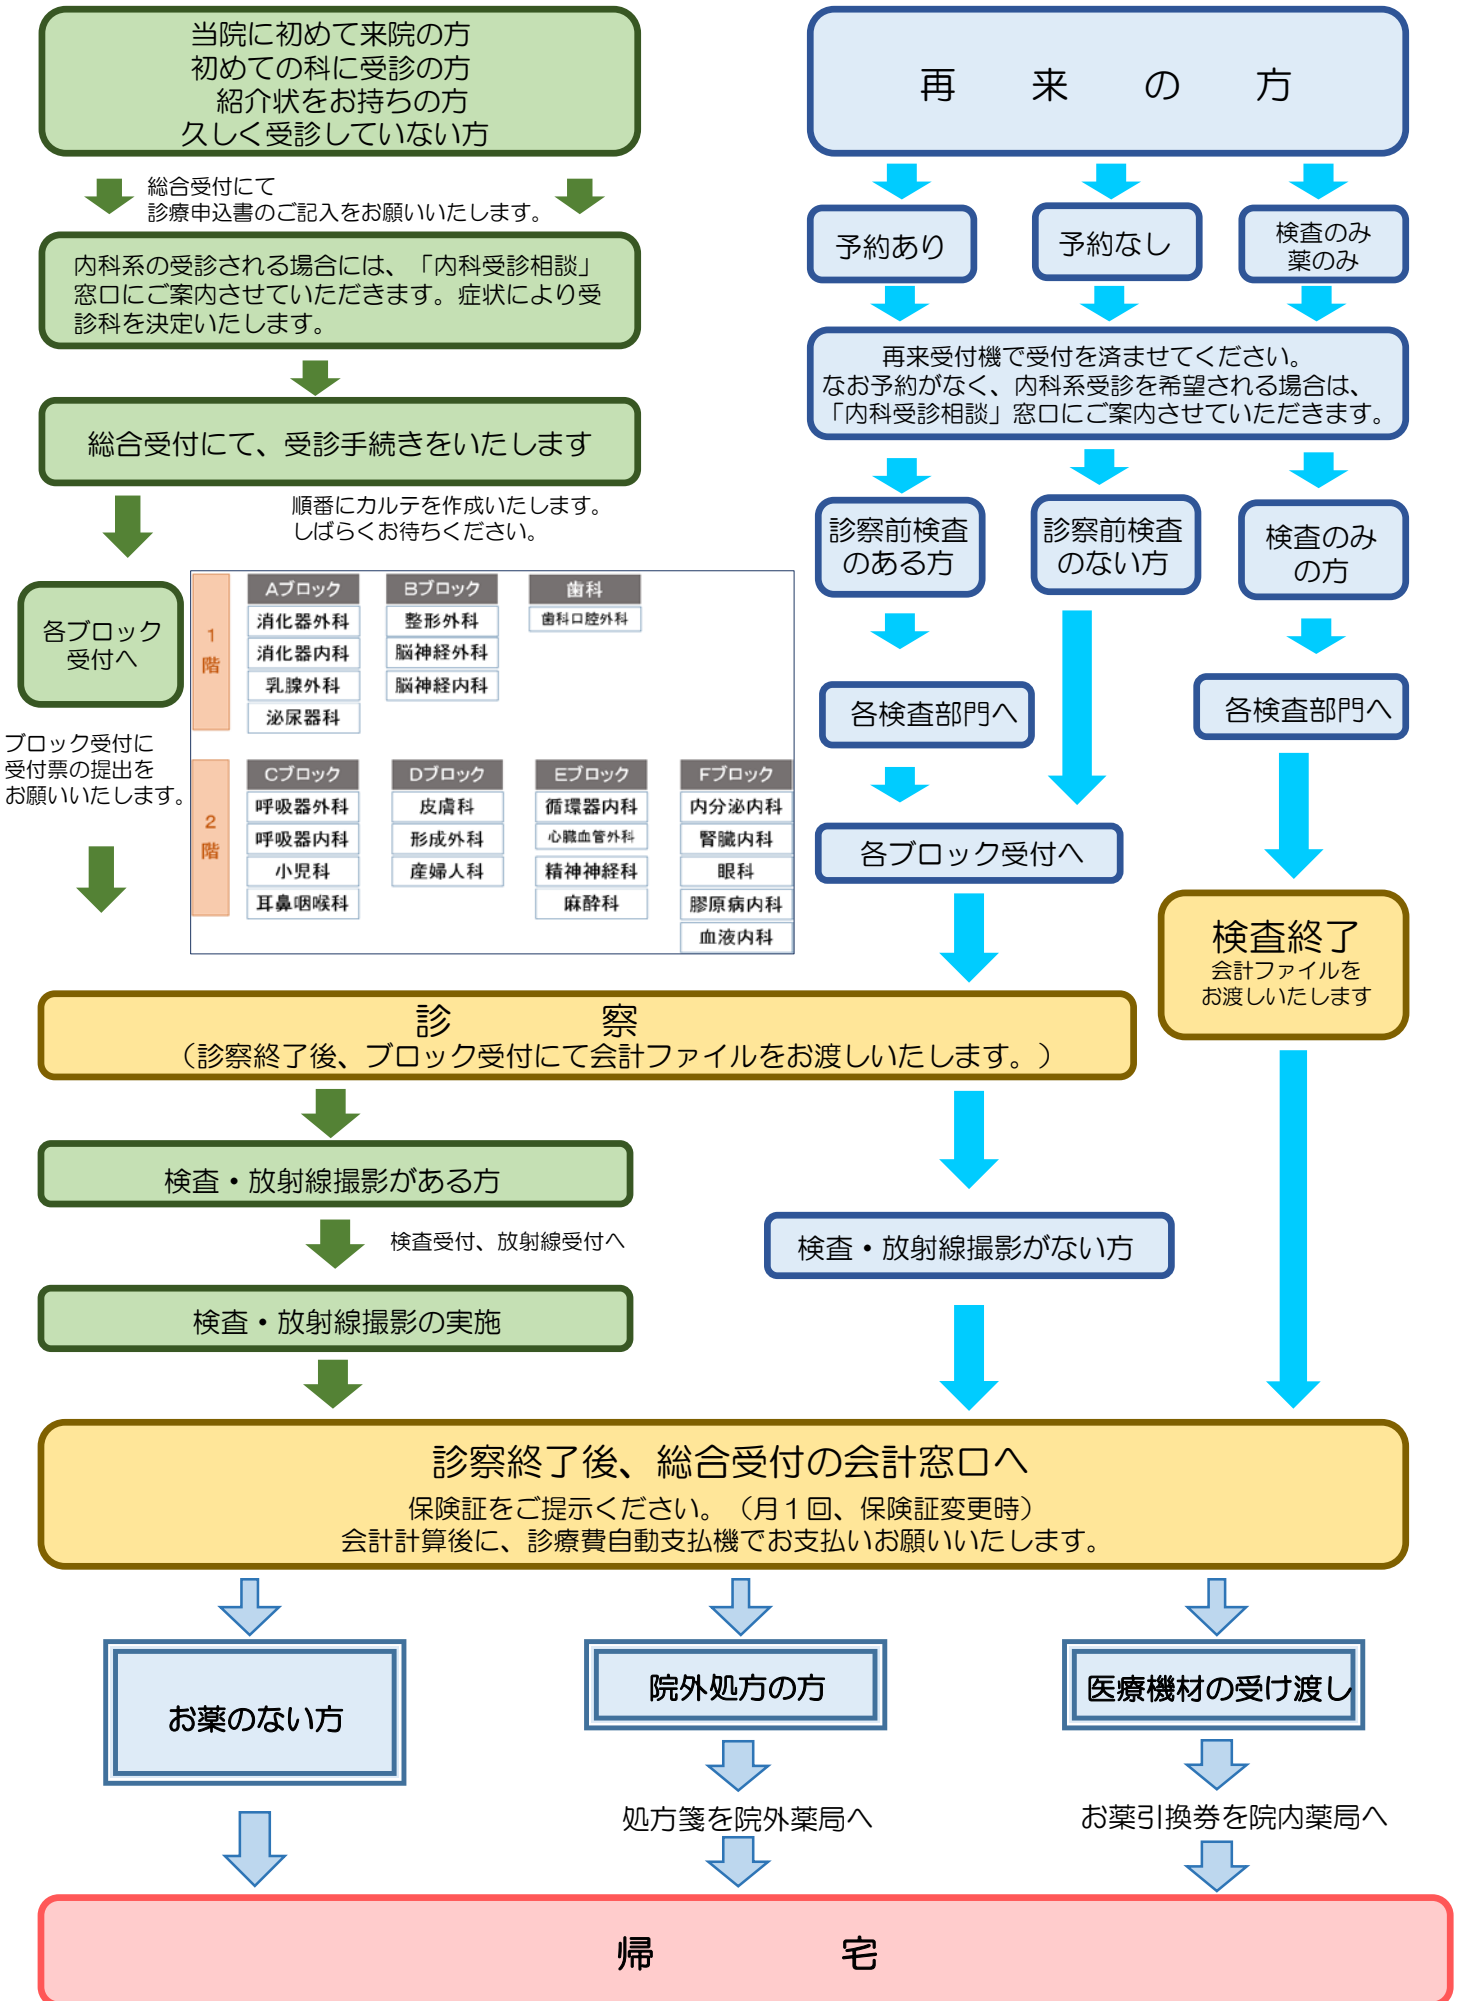 当院に初めて来院の方
初めての科に受診の方
紹介状をお持ちの方
久しく受診していない方
総合受付にて
診療申込書のご記入をお願いいたします。
内科系の受診される場合には、「内科受診相談」
窓口にご案内させていただきます。症状により受
診科を決定いたします。
総合受付にて、受診手続きをいたします
順番にカルテを作成いたします。
しばらくお待ちください。
各ブロック
受付へ
ブロック受付に
受付票の提出を
お願いいたします。
1
階
Aブロック
消化器外科
消化器内科
乳腺外科
泌尿器科
Bブロック
整形外科
脳神経外科
脳神経内科
歯科
歯科口腔外科
2
階
Cブロック
呼吸器外科
呼吸器内科
小児科
耳鼻咽喉科
Dブロック
皮膚科
形成外科
産婦人科
Eブロック
循環器内科
心臓血管外科
精神神経科
麻酔科
Fブロック
内分泌内科
腎臓内科
眼科
膠原病内科
血液内科
再 来 の 方
予約あり
予約なし
検査のみ
薬のみ
再来受付機で受付を済ませてください。
なお予約がなく、内科系受診を希望される場合は、
「内科受診相談」窓口にご案内させていただきます。
診察前検査
のある方
診察前検査
のない方
検査のみ
の方
各検査部門へ
各検査部門へ
各ブロック受付へ
検査終了
会計ファイルを
お渡しいたします
診 察
（診察終了後、ブロック受付にて会計ファイルをお渡しいたします。）
検査・放射線撮影がある方
検査受付、放射線受付へ
検査・放射線撮影の実施
検査・放射線撮影がない方
診察終了後、総合受付の会計窓口へ
保険証をご提示ください。（月１回、保険証変更時）
会計計算後に、診療費自動支払機でお支払いお願いいたします。
お薬のない方
院外処方の方
医療機材の受け渡し
処方箋を院外薬局へ
お薬引換券を院内薬局へ
帰 宅